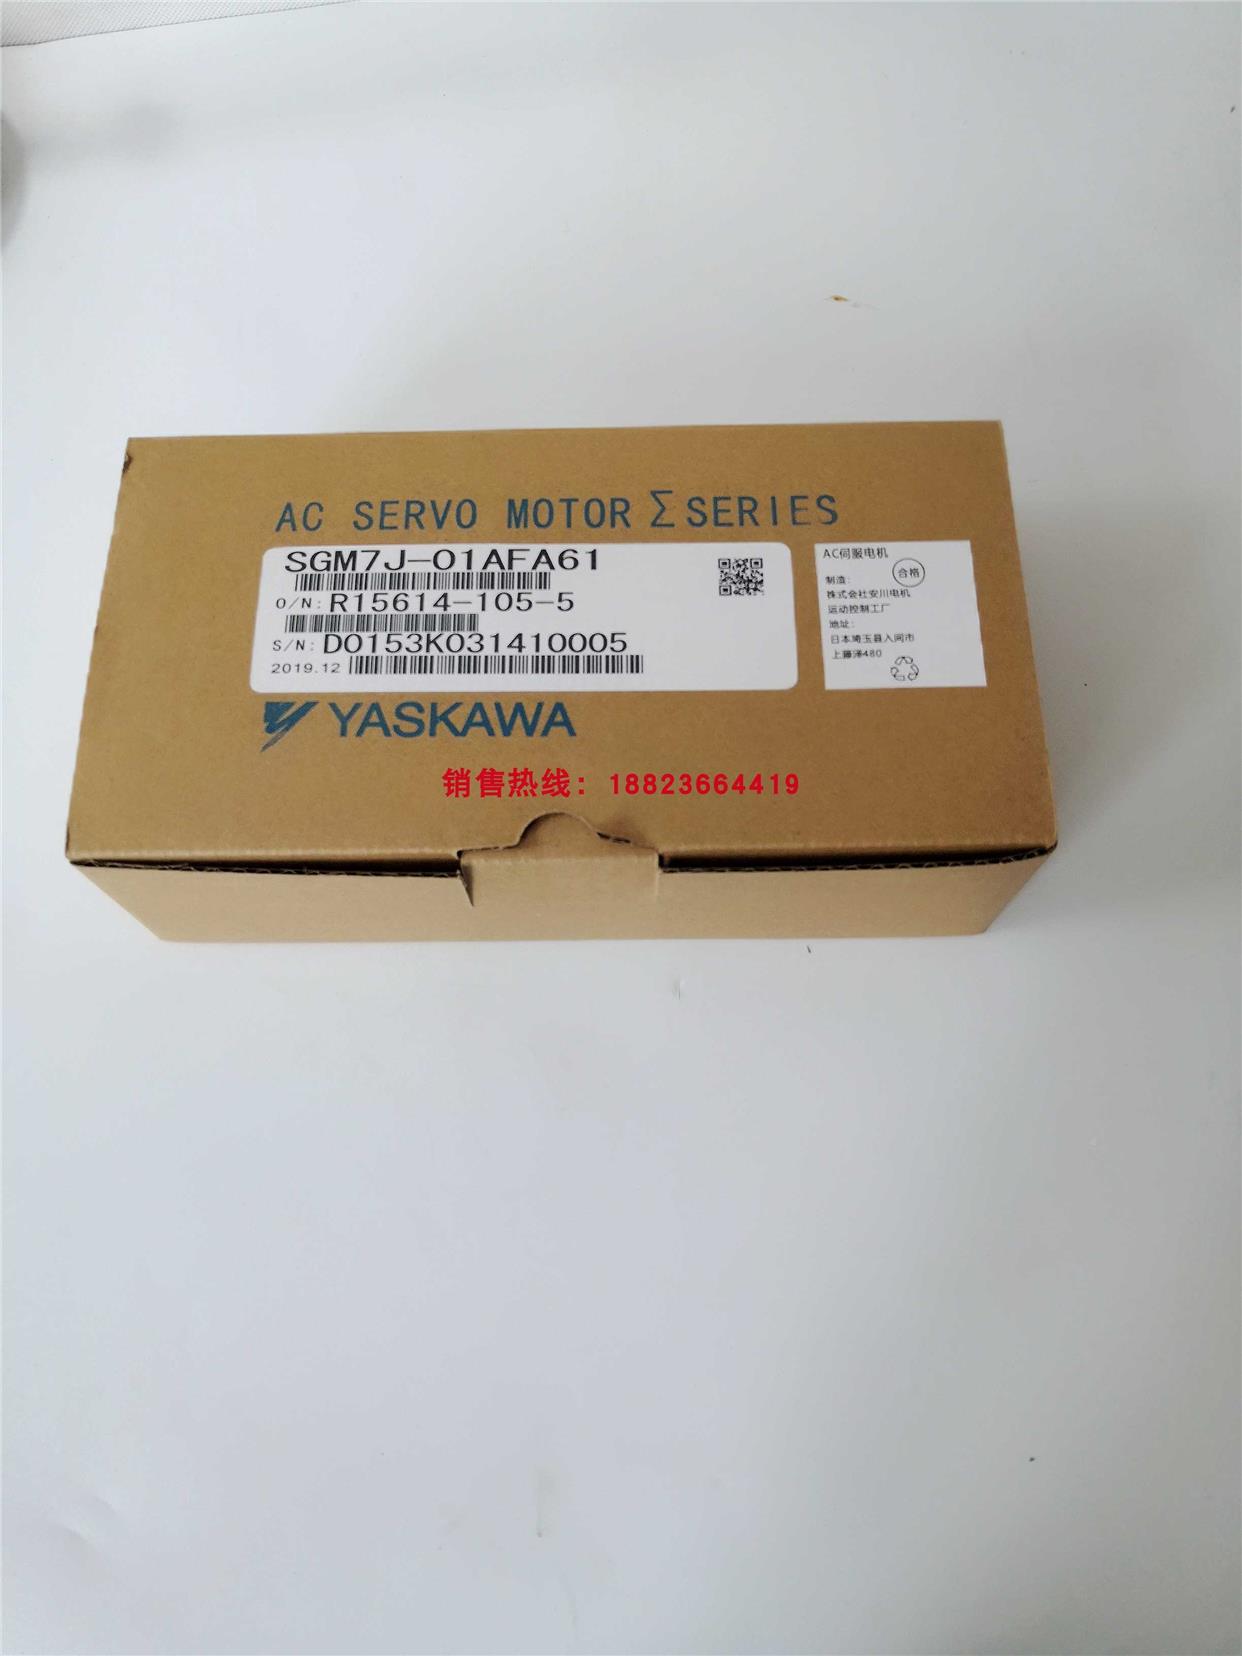 AC SERVO MOTOR Σ SERIES
SGM7J-01AFA61
O/N: R15614-105-5
S/N: D0153K031410005
2019.12
AC伺服电机
合格
制造:
株式会社安川电机
运动控制工厂
地址:
日本埼玉县入间市
上藤泽480
YASKAWA
销售热线: 18823664419